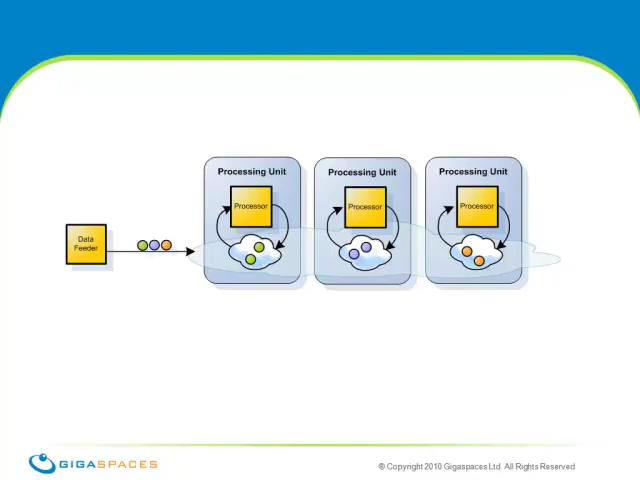 Processing Unit
Processing Unit
Processing Unit
Processor
Processor
Processor
Data
Feeder
GIGASPACES
© Copyright 2010 Gigaspaces Ltd. All Rights Reserved